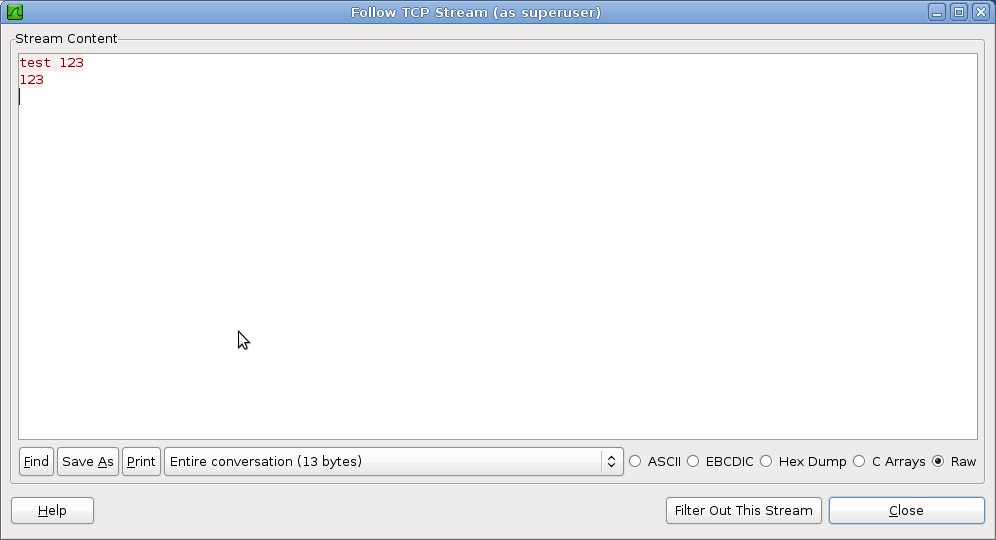 Follow TCP Stream (as superuser)
Stream Content
test 123
123
Find Save As Print Entire conversation (13 bytes) ASCII EBCDIC Hex Dump C Arrays Raw
Help Filter Out This Stream Close